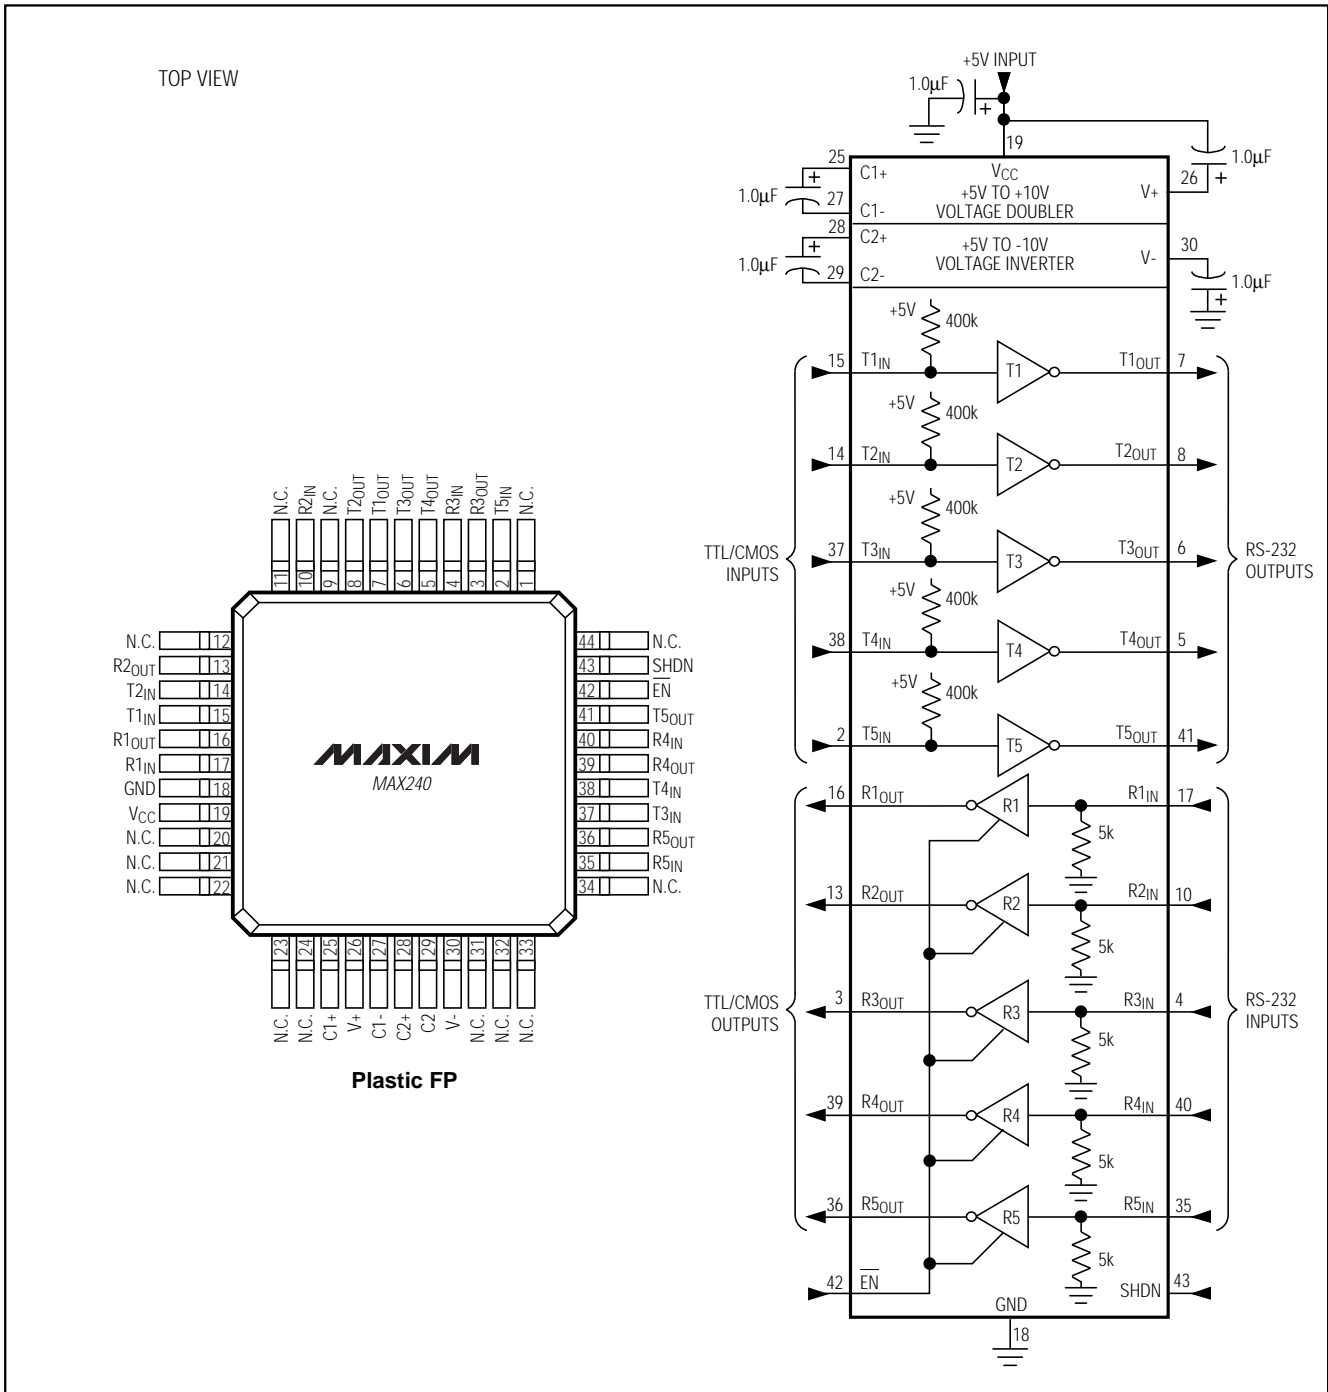 TOP VIEW
N.C.
R2IN
N.C.
T2OUT
T1OUT
T3OUT
T4OUT
R3IN
R3OUT
T5IN
N.C.
11
10
9
8
7
6
5
4
3
2
1
N.C. 12
R2OUT 13
T2IN 14
T1IN 15
R1OUT 16
R1IN 17
GND 18
VCC 19
N.C. 20
N.C. 21
N.C. 22
44 N.C.
43 SHDN
42 EN
41 T5OUT
40 R4IN
39 R4OUT
38 T4IN
37 T3IN
36 R5OUT
35 R5IN
34 N.C.
MAXIM
MAX240
23
24
25
26
27
28
29
30
31
32
33
N.C.
N.C.
C1+
V+
C1-
C2+
C2
V-
N.C.
N.C.
N.C.
Plastic FP
+5V INPUT
1.0µF
+
19
25
C1+
VCC
+5V TO +10V
VOLTAGE DOUBLER
V+
26
1.0µF
+
1.0µF
+
27
C1-
28
C2+
+5V TO -10V
VOLTAGE INVERTER
V-
30
1.0µF
+
1.0µF
+
29
C2-
+5V
400k
15 T1IN T1 T1OUT 7
+5V
400k
14 T2IN T2 T2OUT 8
+5V
400k
TTL/CMOS
INPUTS
37 T3IN T3 T3OUT 6
RS-232
OUTPUTS
+5V
400k
38 T4IN T4 T4OUT 5
+5V
400k
2 T5IN T5 T5OUT 41
16 R1OUT R1 R1IN 17
5k
13 R2OUT R2 R2IN 10
5k
TTL/CMOS
OUTPUTS
3 R3OUT R3 R3IN 4
RS-232
INPUTS
5k
39 R4OUT R4 R4IN 40
5k
36 R5OUT R5 R5IN 35
5k
42 EN
SHDN 43
GND
18